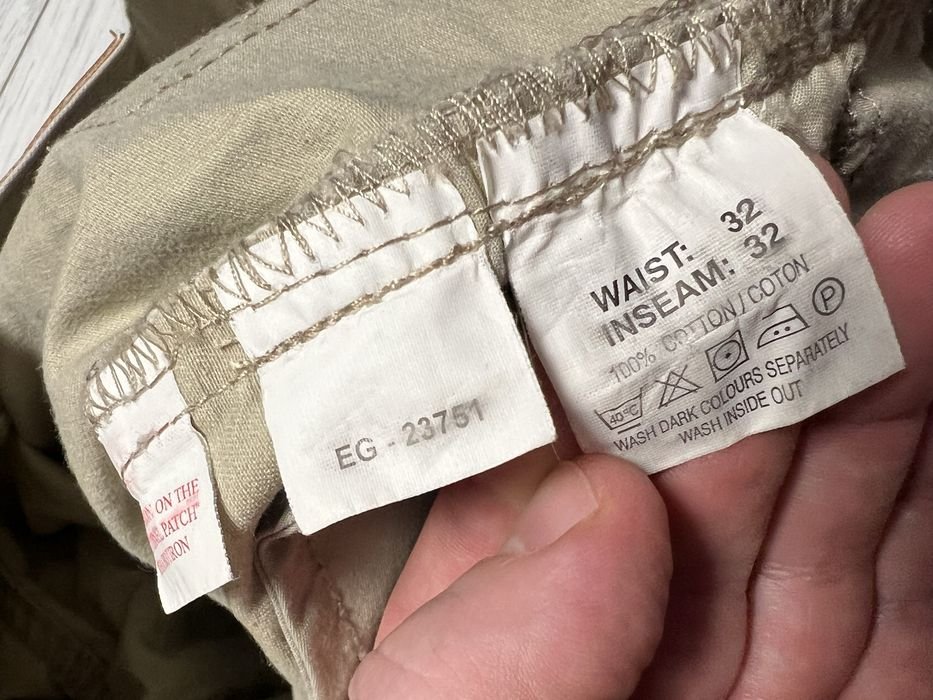 WAIST: 32
INSEAM: 32
100% COTTON / COTON
40°C P
WASH DARK COLOURS SEPARATELY
WASH INSIDE OUT
EG - 23751
ON THE
PATCH